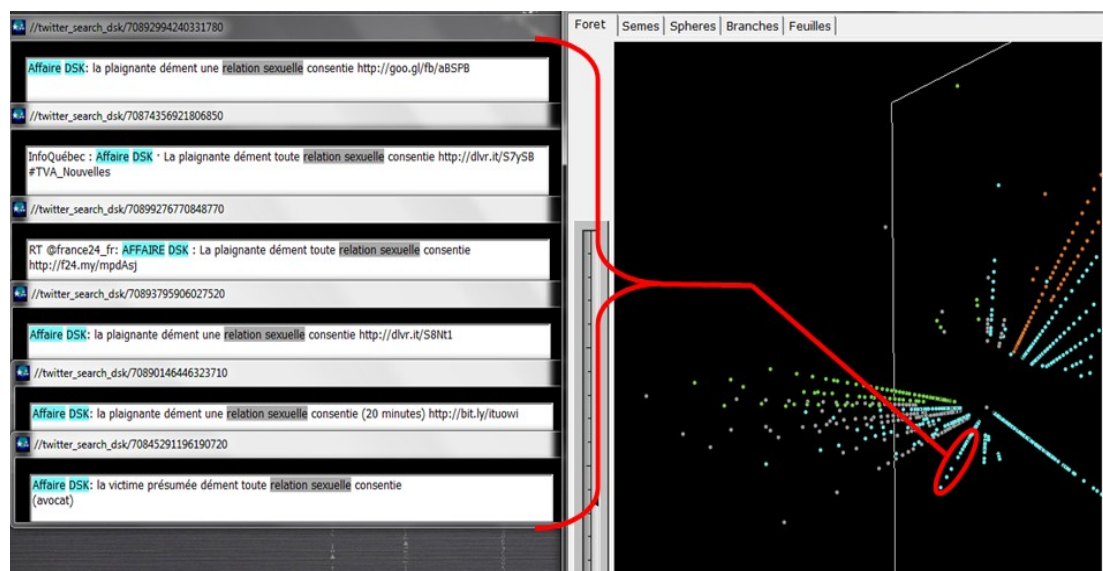 //twitter_search_dsk/70892994240331780
Affaire DSK: la plaignante dément une relation sexuelle consentie http://goo.gl/fb/aBSPB
//twitter_search_dsk/70874356921806850
InfoQuébec : Affaire DSK · La plaignante dément toute relation sexuelle consentie http://dlvr.it/S7yS8
#TVA_Nouvelles
//twitter_search_dsk/70899276770848770
RT @france24_fr: AFFAIRE DSK : La plaignante dément toute relation sexuelle consentie
http://f24.my/mpdAsj
//twitter_search_dsk/70893795906027520
Affaire DSK: la plaignante dément une relation sexuelle consentie http://dlvr.it/S8Nt1
//twitter_search_dsk/70890146446323710
Affaire DSK: la plaignante dément une relation sexuelle consentie (20 minutes) http://bit.ly/ituowi
//twitter_search_dsk/70845291196190720
Affaire DSK: la victime présumée dément toute relation sexuelle consentie
(avocat)
Foret Semes Spheres Branches Feuilles